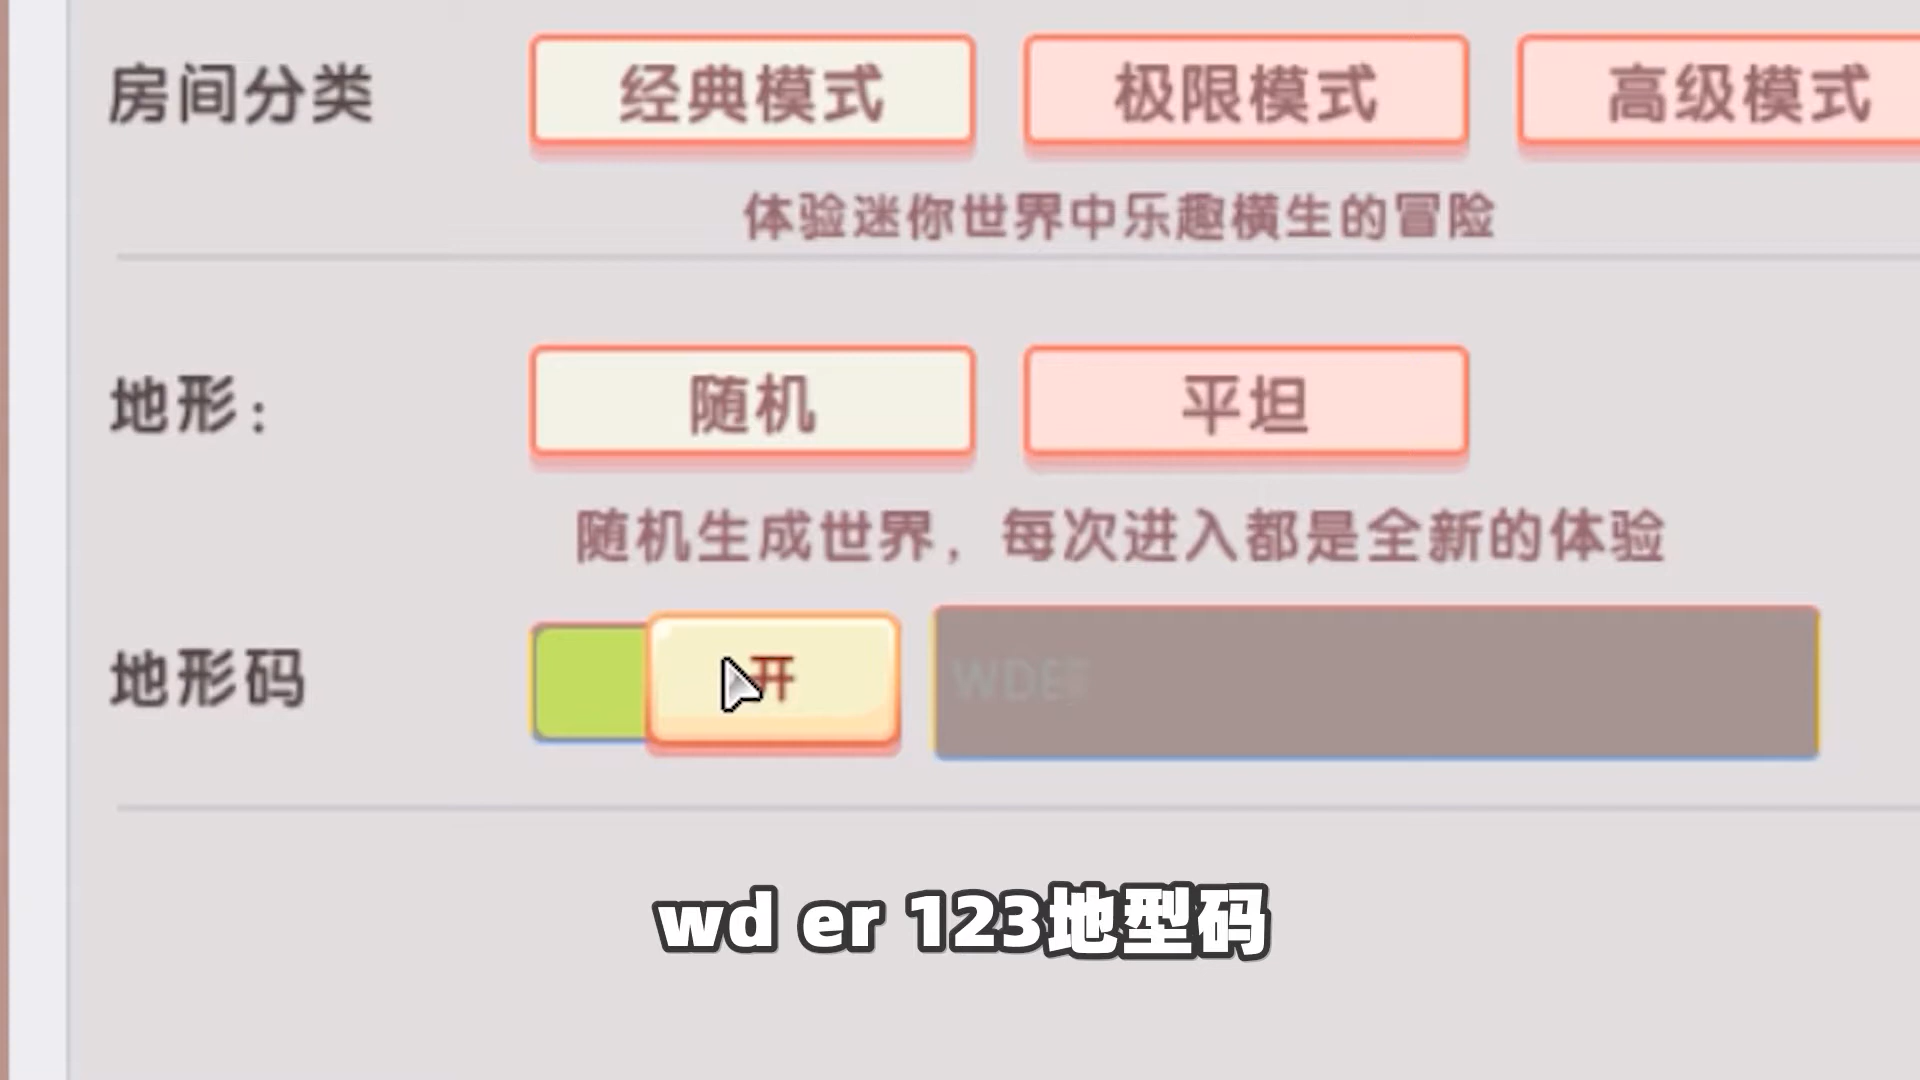 房间分类 经典模式 极限模式 高级模式
体验迷你世界中乐趣横生的冒险
地形： 随机 平坦
随机生成世界，每次进入都是全新的体验
地形码 开
wd er 123地型码